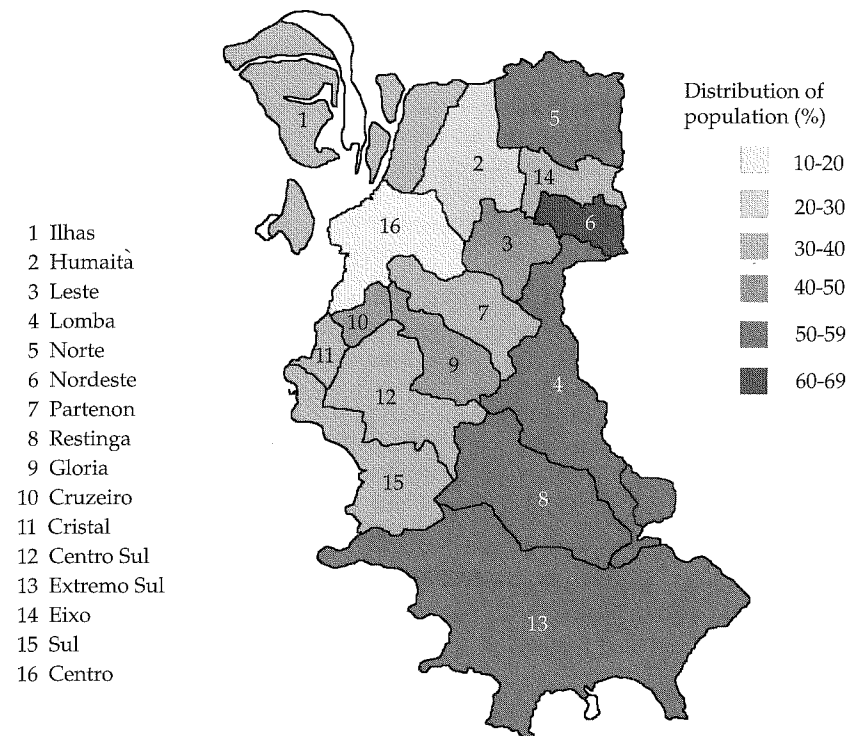 Distribution of
population (%)
10-20
20-30
30-40
40-50
50-59
60-69
1 Ilhas
2 Humaità
3 Leste
4 Lomba
5 Norte
6 Nordeste
7 Partenon
8 Restinga
9 Gloria
10 Cruzeiro
11 Cristal
12 Centro Sul
13 Extremo Sul
14 Eixo
15 Sul
16 Centro
1
5
2
14
6
16
3
7
10
11
9
4
12
15
8
13